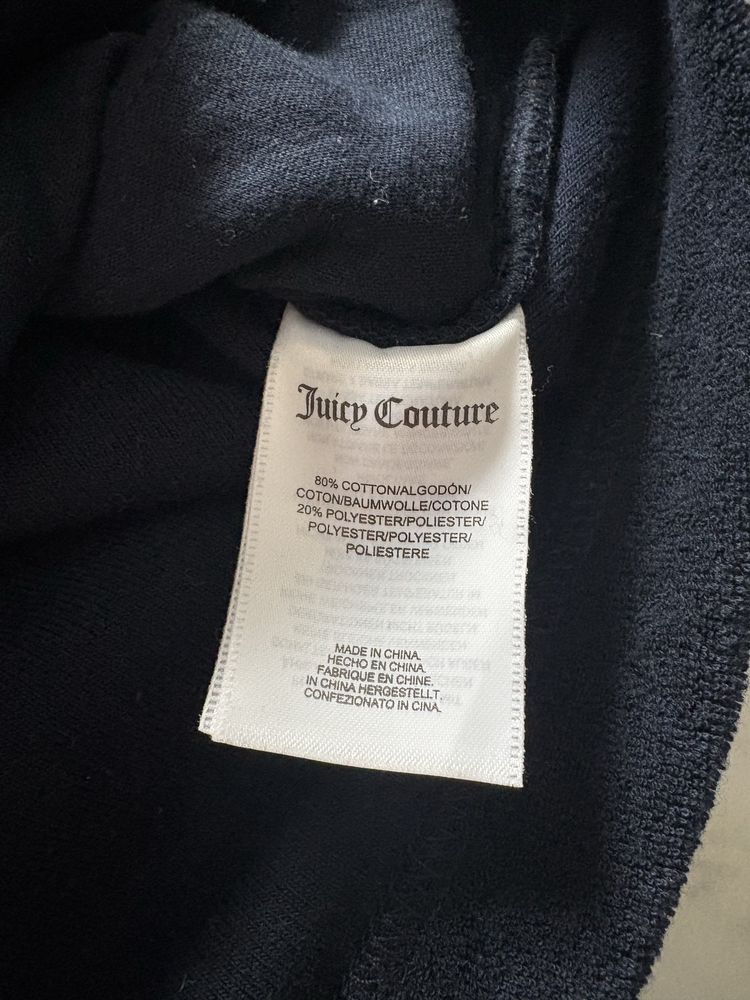 Juicy Couture
80% COTTON/ALGODÓN/
COTON/BAUMWOLLE/COTONE
20% POLYESTER/POLIESTER/
POLYESTER/POLYESTER/
POLIESTERE
MADE IN CHINA.
HECHO EN CHINA.
FABRIQUE EN CHINE.
IN CHINA HERGESTELLT.
CONFEZIONATO IN CINA.